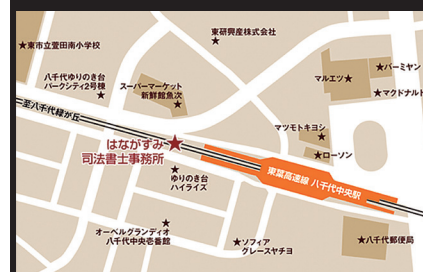 ★東研興産株式会社
★東市立萱田南小学校
八千代ゆりのき台
パークシティ2号棟 ★
スーパーマーケット
新鮮館魚次
★
マルエツ★
★バーミヤン
★マクドナルド
至八千代緑が丘
マツモトキヨシ
★
★ローソン
はながすみ
司法書士事務所
★
★
ゆりのき台
ハイライズ
東葉高速線 八千代中央駅
★
オーベルグランディオ
八千代中央壱番館
★ソフィア
グレースヤチヨ
★八千代郵便局